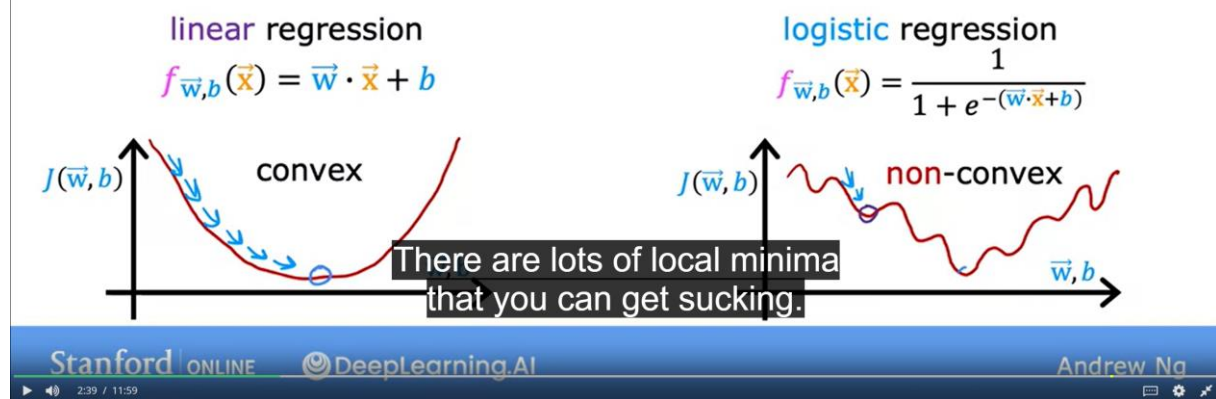 linear regression
f w⃗,b(x⃗) = w⃗ · x⃗ + b
J(w⃗, b)
convex
logistic regression
f w⃗,b(x⃗) = 1 / (1 + e^−(w⃗·x⃗+b))
J(w⃗, b)
non-convex
w⃗, b
There are lots of local minima
that you can get sucking.
Stanford ONLINE
DeepLearning.AI
Andrew Ng
2:39 / 11:59